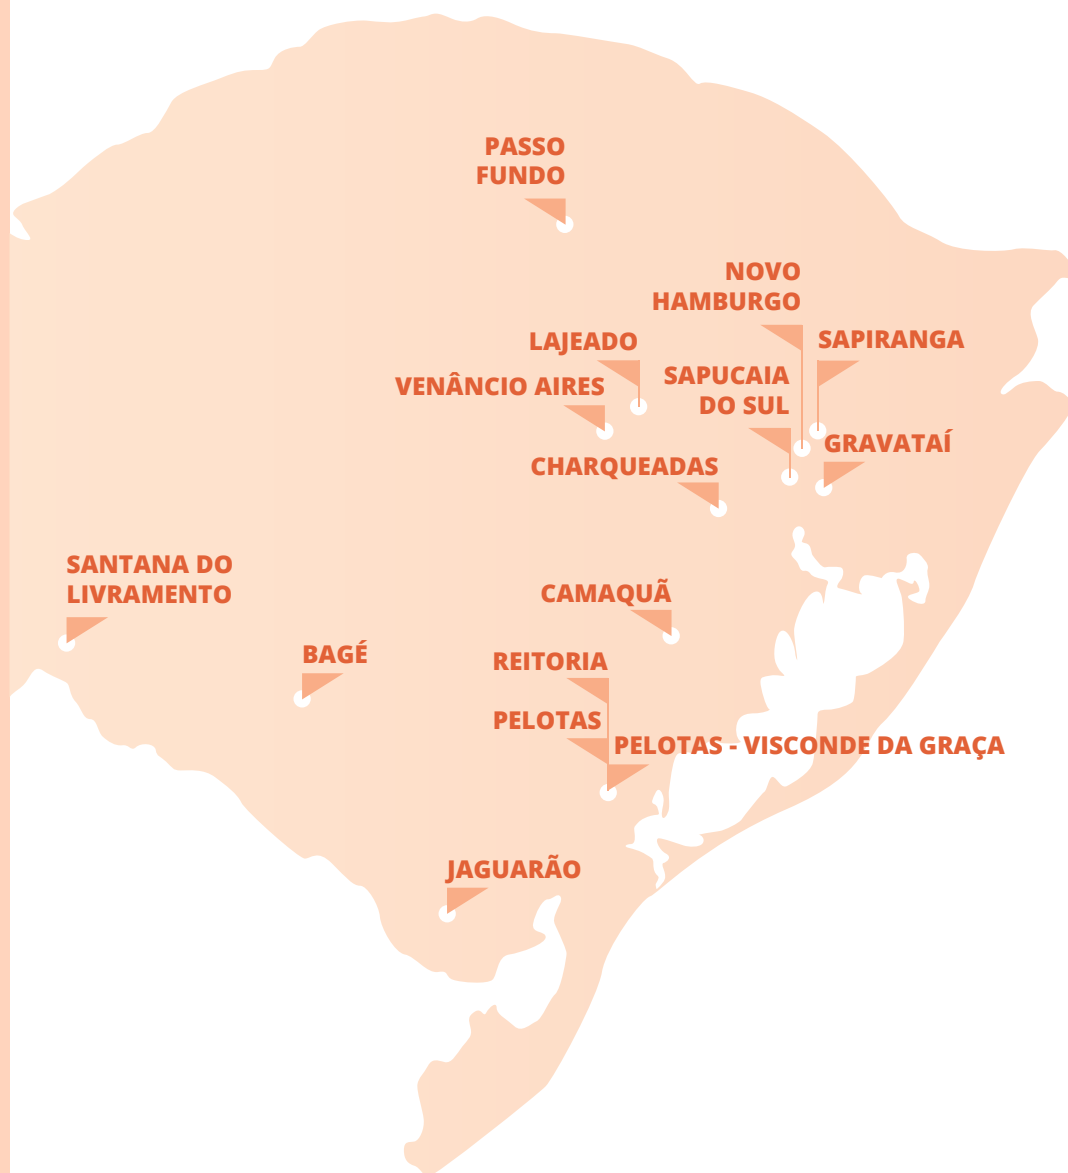 PASSO
FUNDO
NOVO
HAMBURGO
LAJEADO
SAPIRANGA
VENÂNCIO AIRES
SAPUCAIA
DO SUL
GRAVATAÍ
CHARQUEADAS
SANTANA DO
LIVRAMENTO
CAMAQUÃ
BAGÉ
REITORIA
PELOTAS
PELOTAS - VISCONDE DA GRAÇA
JAGUARÃO